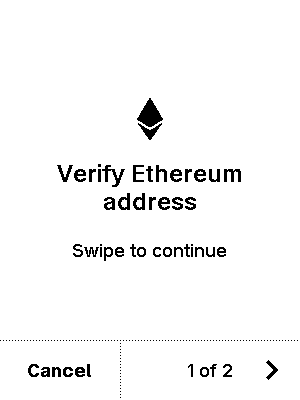 Verify Ethereum
address
Swipe to continue
Cancel
1 of 2